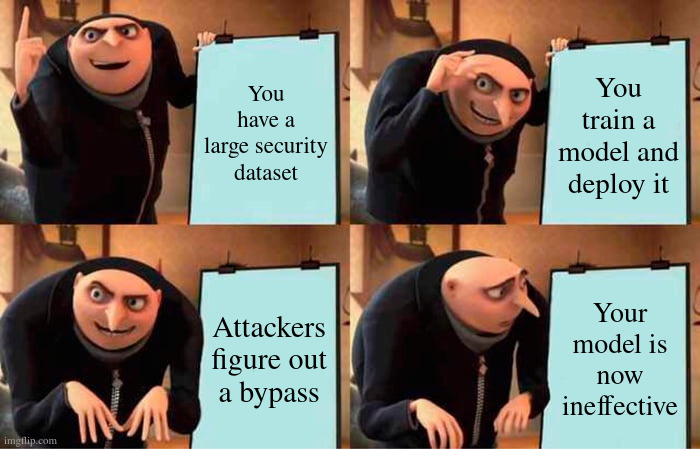 You
have a
large security
dataset
You
train a
model and
deploy it
Attackers
figure out
a bypass
Your
model is
now
ineffective
imgflip.com